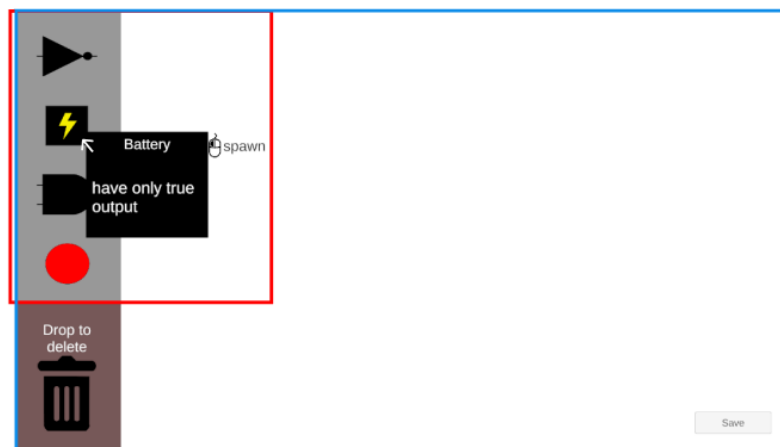 Battery
spawn
have only true
output
Drop to
delete
Save